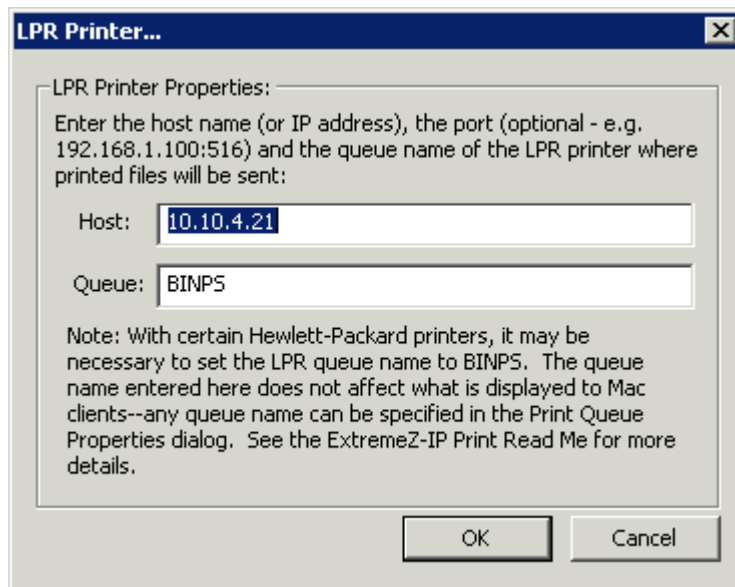 LPR Printer...
LPR Printer Properties:
Enter the host name (or IP address), the port (optional - e.g.
192.168.1.100:516) and the queue name of the LPR printer where
printed files will be sent:
Host: 10.10.4.21
Queue: BINPS
Note: With certain Hewlett-Packard printers, it may be
necessary to set the LPR queue name to BINPS.  The queue
name entered here does not affect what is displayed to Mac
clients--any queue name can be specified in the Print Queue
Properties dialog.  See the ExtremeZ-IP Print Read Me for more
details.
OK Cancel